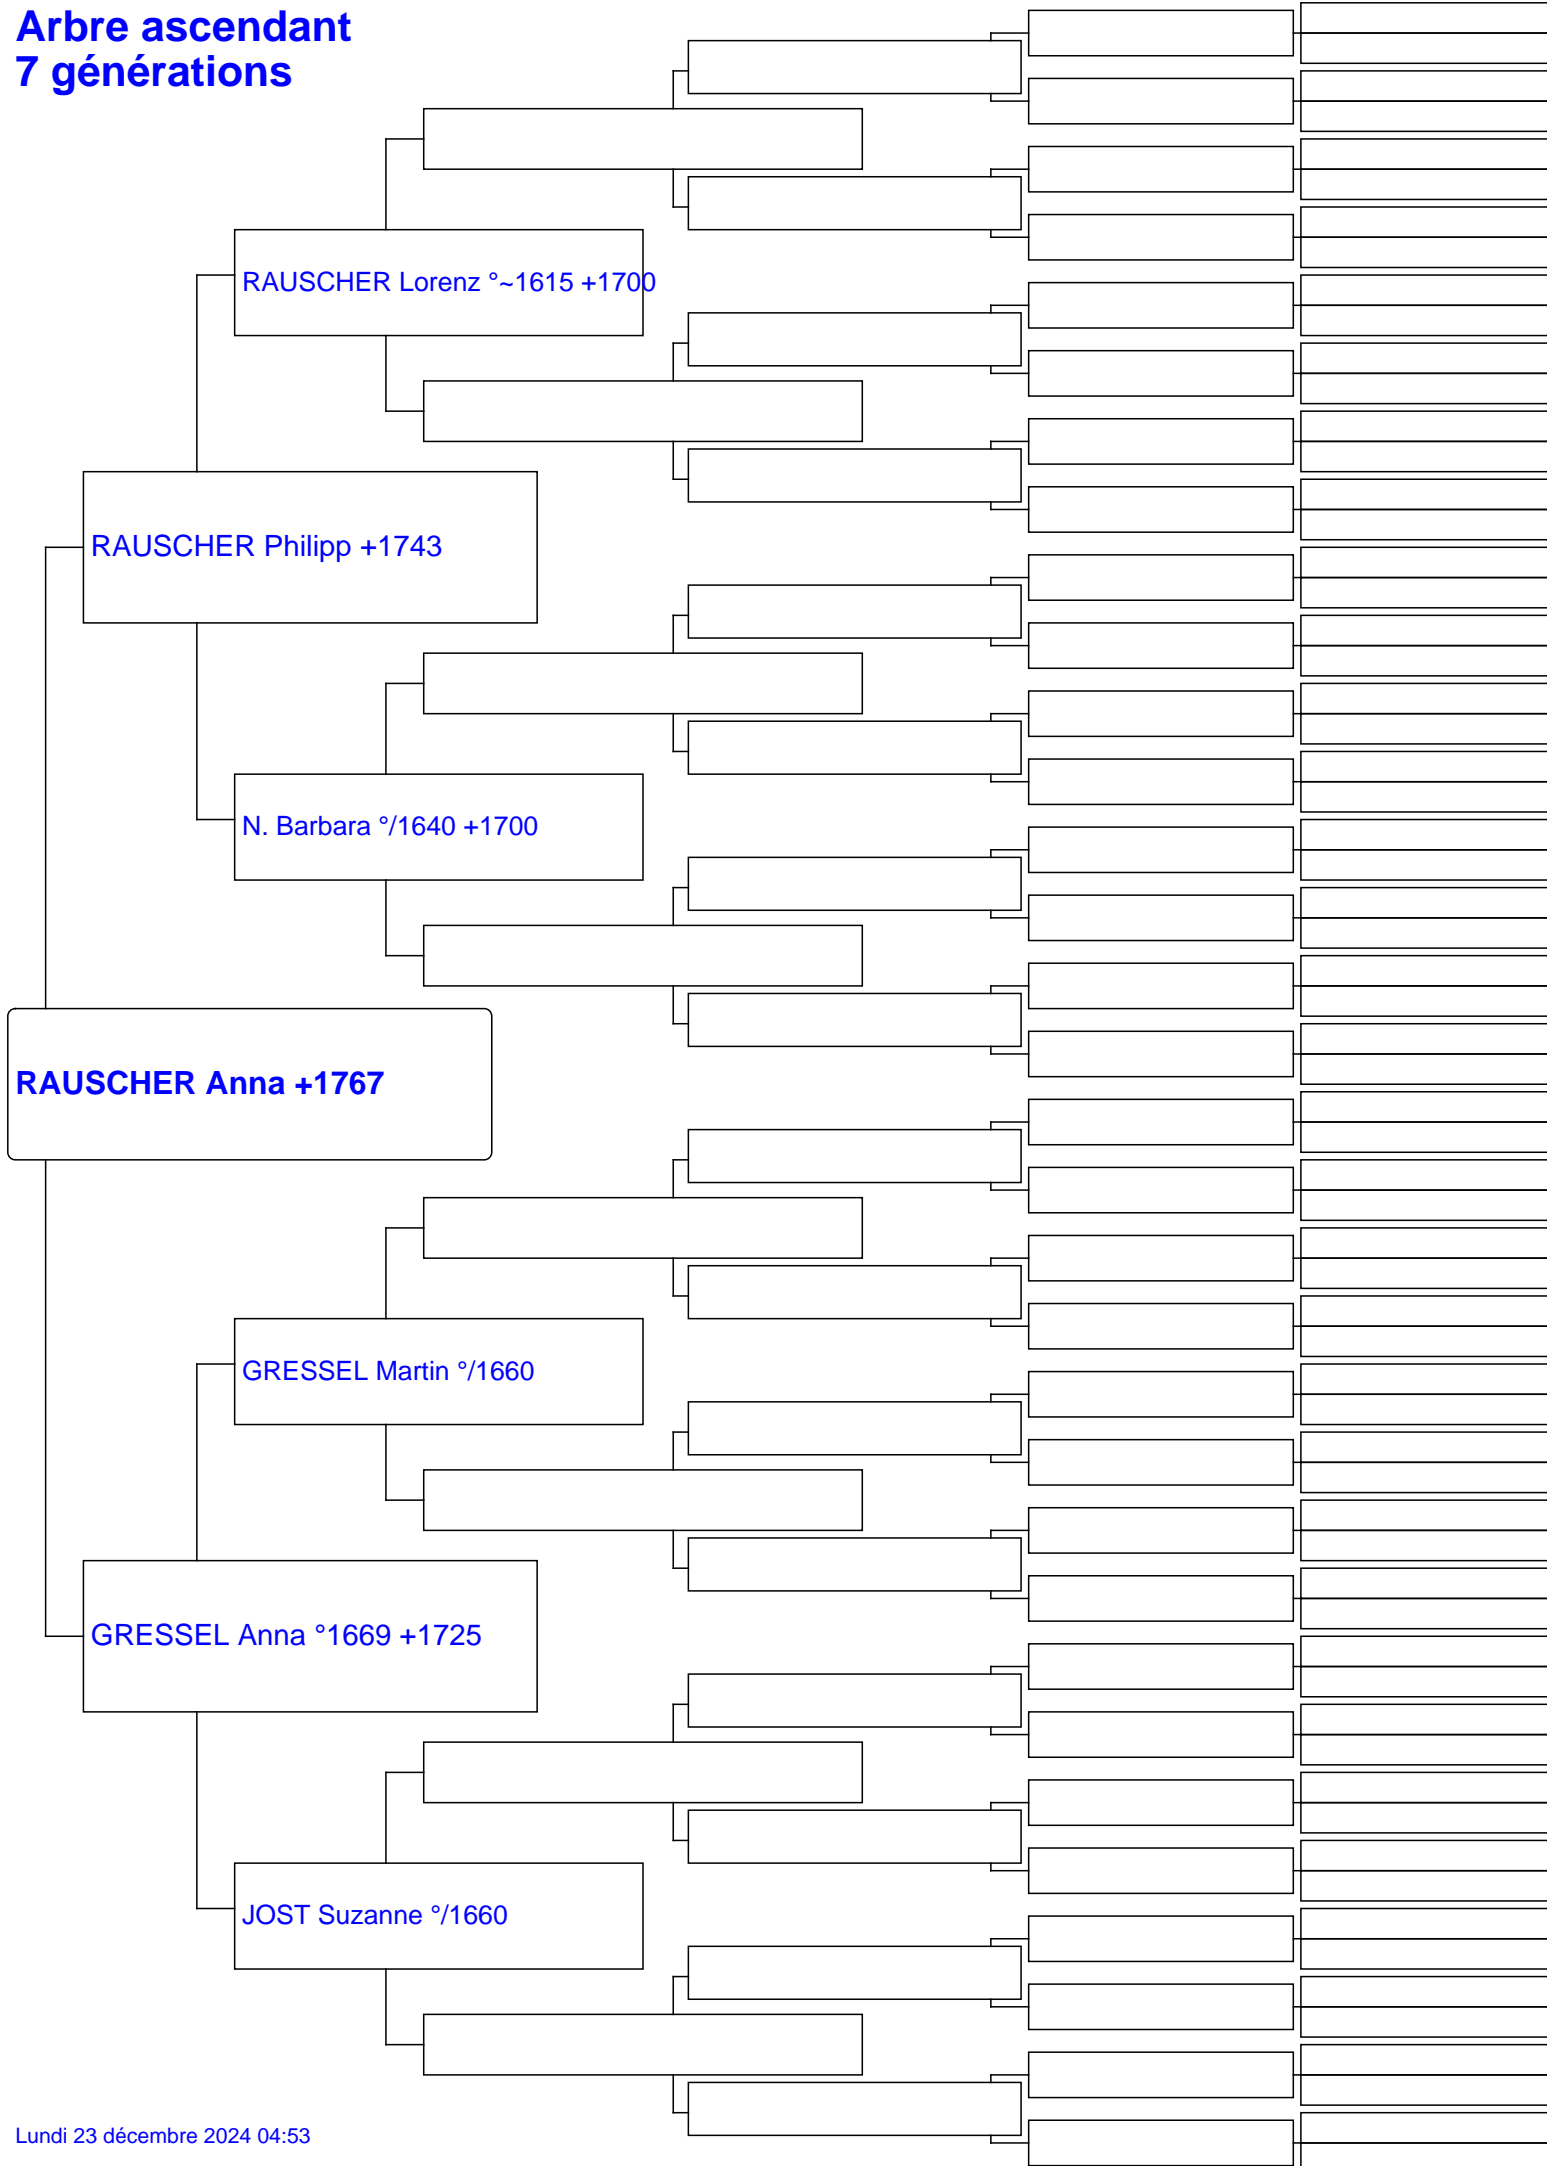 Arbre ascendant
7 générations
RAUSCHER Lorenz °~1615 +1700
RAUSCHER Philipp +1743
N. Barbara °/1640 +1700
RAUSCHER Anna +1767
GRESSEL Martin °/1660
GRESSEL Anna °1669 +1725
JOST Suzanne °/1660
Lundi 23 décembre 2024 04:53